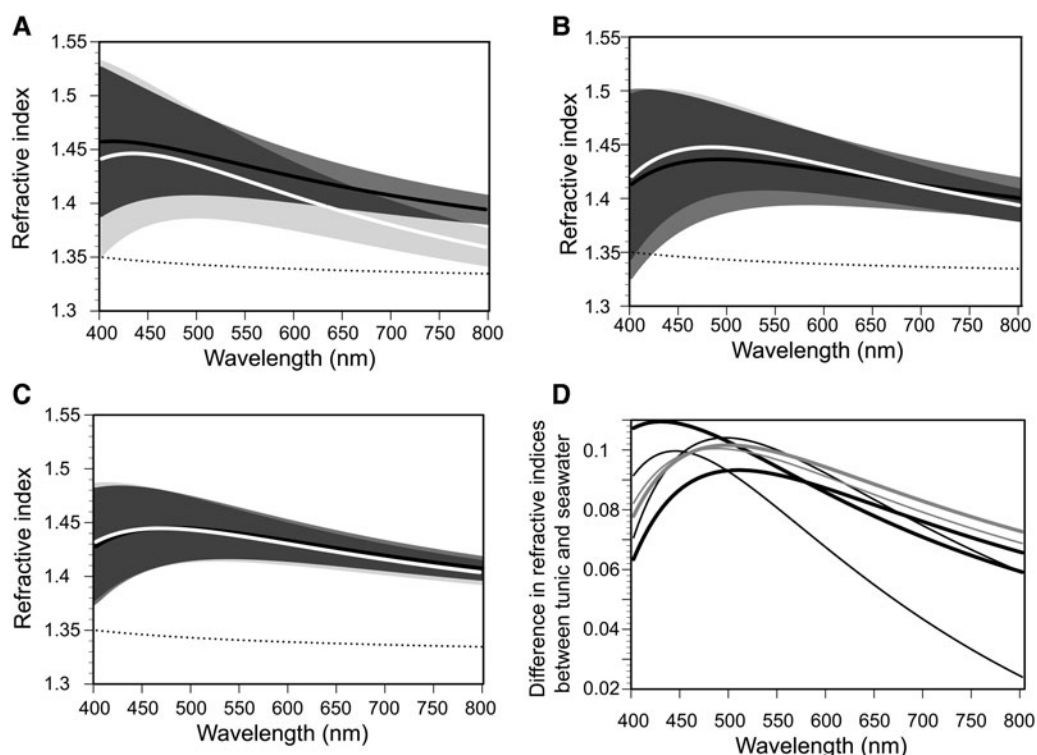 A
1.55
1.5
1.45
1.4
1.35
1.3
Refractive index
400 450 500 550 600 650 700 750 800
Wavelength (nm)
B
1.55
1.5
1.45
1.4
1.35
1.3
Refractive index
400 450 500 550 600 650 700 750 800
Wavelength (nm)
C
1.55
1.5
1.45
1.4
1.35
1.3
Refractive index
400 450 500 550 600 650 700 750 800
Wavelength (nm)
D
0.1
0.08
0.06
0.04
0.02
Difference in refractive indices
between tunic and seawater
400 450 500 550 600 650 700 750 800
Wavelength (nm)